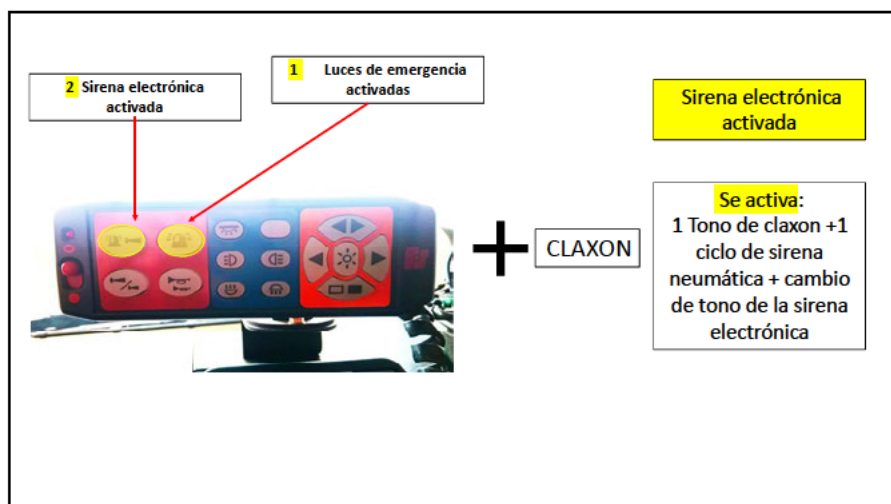 2 Sirena electrónica
activada
1 Luces de emergencia
activadas
Sirena electrónica
activada
CLAXON
Se activa:
1 Tono de claxon +1
ciclo de sirena
neumática + cambio
de tono de la sirena
electrónica